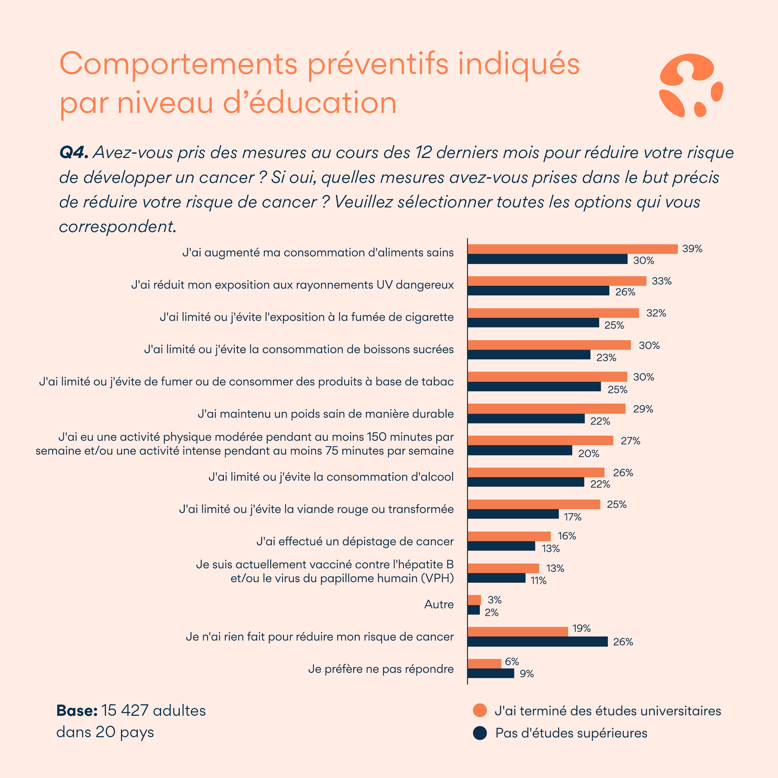 Comportements préventifs indiqués
par niveau d’éducation
Q4. Avez-vous pris des mesures au cours des 12 derniers mois pour réduire votre risque
de développer un cancer ? Si oui, quelles mesures avez-vous prises dans le but précis
de réduire votre risque de cancer ? Veuillez sélectionner toutes les options qui vous
correspondent.
J'ai augmenté ma consommation d'aliments sains
39%
30%
J'ai réduit mon exposition aux rayonnements UV dangereux
33%
26%
J'ai limité ou j'évite l'exposition à la fumée de cigarette
32%
25%
J'ai limité ou j'évite la consommation de boissons sucrées
30%
23%
J'ai limité ou j'évite de fumer ou de consommer des produits à base de tabac
30%
25%
J'ai maintenu un poids sain de manière durable
29%
22%
J'ai eu une activité physique modérée pendant au moins 150 minutes par
semaine et/ou une activité intense pendant au moins 75 minutes par semaine
27%
20%
J'ai limité ou j'évite la consommation d'alcool
26%
22%
J'ai limité ou j'évite la viande rouge ou transformée
25%
17%
J'ai effectué un dépistage de cancer
16%
13%
Je suis actuellement vacciné contre l'hépatite B
et/ou le virus du papillome humain (VPH)
13%
11%
Autre
3%
2%
Je n'ai rien fait pour réduire mon risque de cancer
19%
26%
Je préfère ne pas répondre
6%
9%
Base: 15 427 adultes
dans 20 pays
J'ai terminé des études universitaires
Pas d'études supérieures